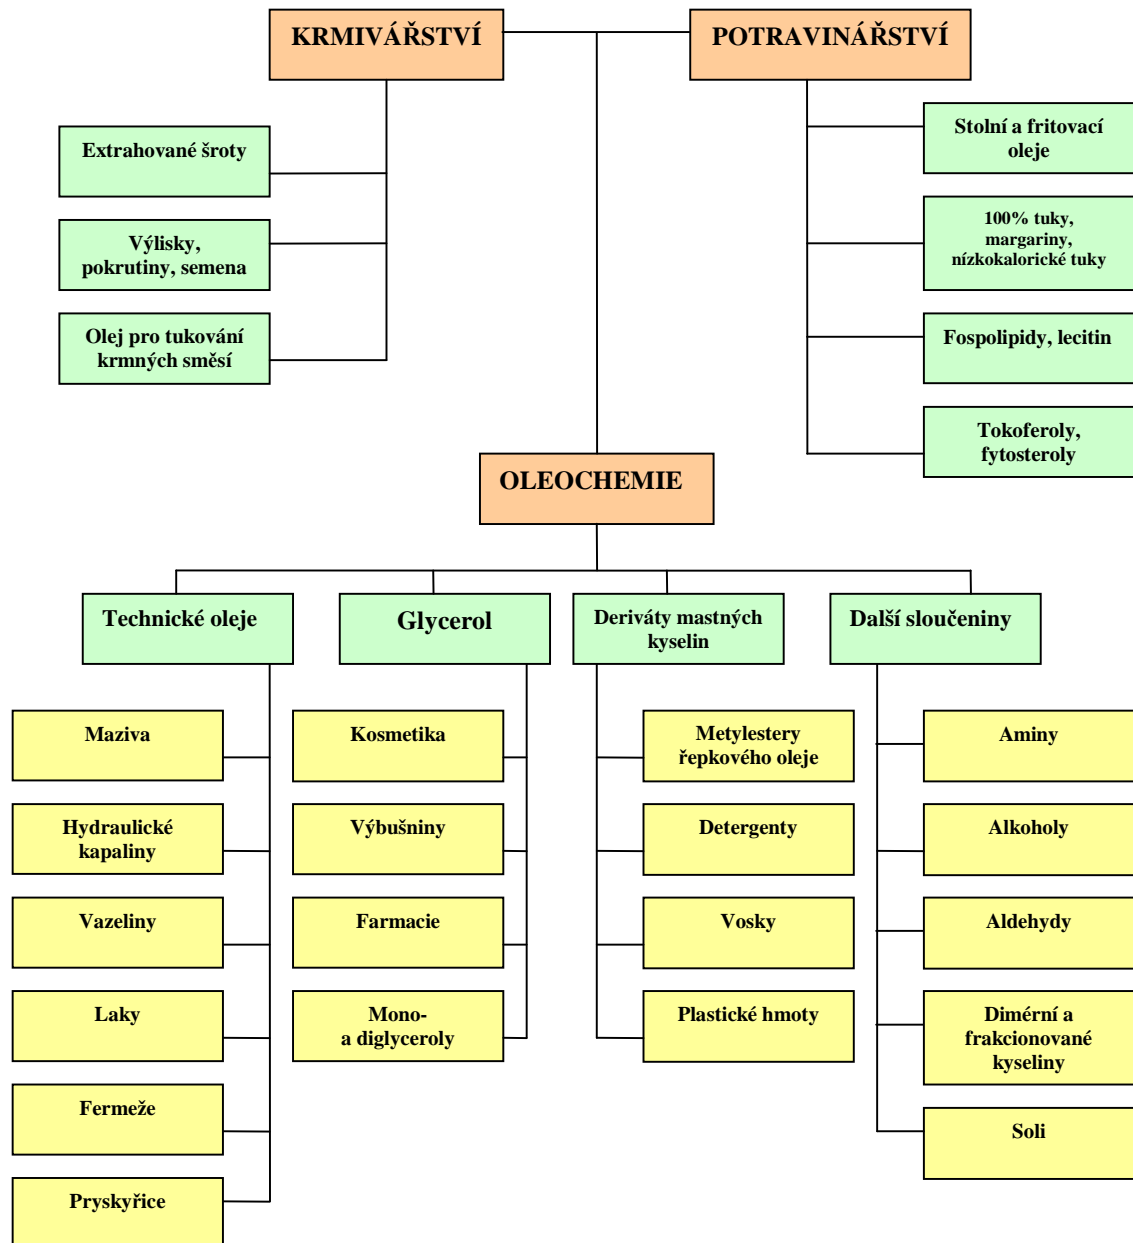 KRMIVÁŘSTVÍ
POTRAVINÁŘSTVÍ
Extrahované šroty
Výlisky,
pokrutiny, semena
Olej pro tukování
krmných směsí
Stolní a fritovací
oleje
100% tuky,
margariny,
nízkokalorické tuky
Fospolipidy, lecitin
Tokoferoly,
fytosteroly
OLEOCHEMIE
Technické oleje
Glycerol
Deriváty mastných
kyselin
Další sloučeniny
Maziva
Hydraulické
kapaliny
Vazeliny
Laky
Fermeže
Pryskyřice
Kosmetika
Výbušniny
Farmacie
Mono-
a diglyceroly
Metylestery
řepkového oleje
Detergenty
Vosky
Plastické hmoty
Aminy
Alkoholy
Aldehydy
Dimérní a
frakcionované
kyseliny
Soli